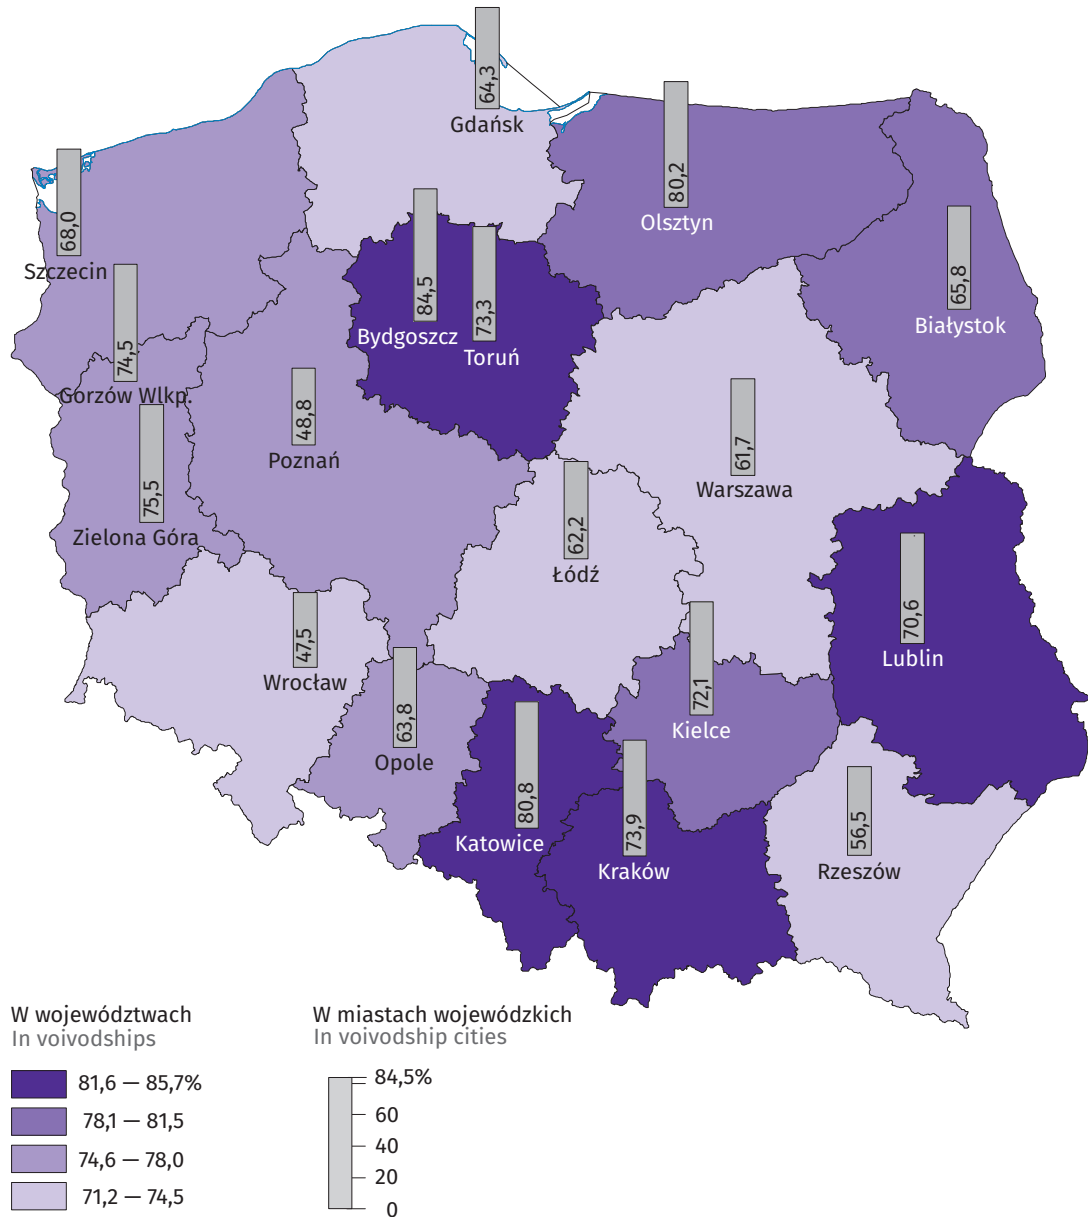 64,3
Gdańsk
80,2
Olsztyn
68,0
Szczecin
84,5
Bydgoszcz
73,3
Toruń
65,8
Białystok
74,5
Gorzów Wlkp.
48,8
Poznań
61,7
Warszawa
75,5
Zielona Góra
62,2
Łódź
70,6
Lublin
47,5
Wrocław
63,8
Opole
72,1
Kielce
80,8
Katowice
73,9
Kraków
56,5
Rzeszów
W województwach
In voivodships
81,6 — 85,7%
78,1 — 81,5
74,6 — 78,0
71,2 — 74,5
W miastach wojewódzkich
In voivodship cities
84,5%
60
40
20
0